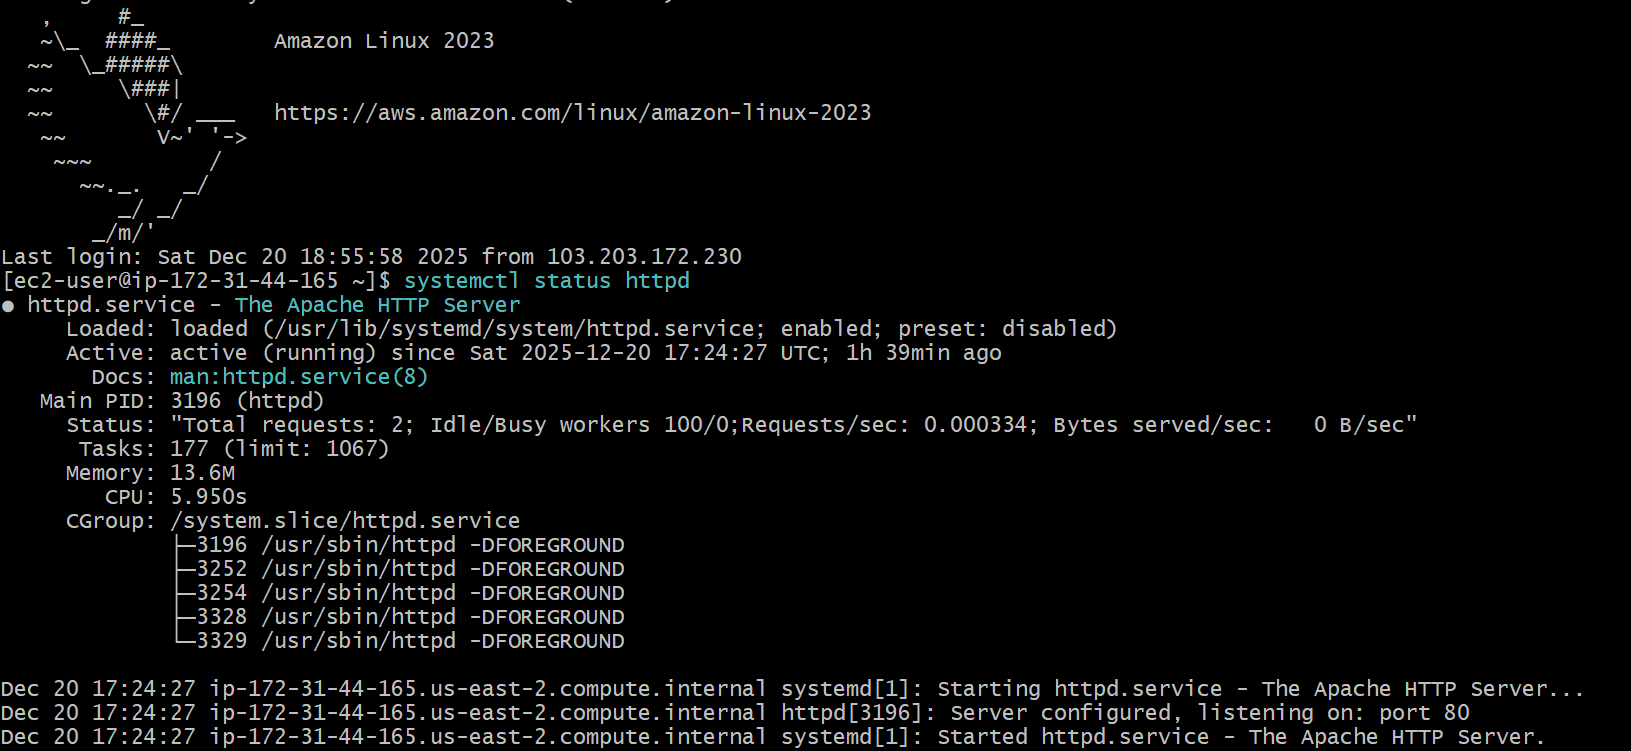 ,     #_
   ~\_  ####_        Amazon Linux 2023
  ~~  \_#####\
  ~~     \###|
  ~~       \#/ ___   https://aws.amazon.com/linux/amazon-linux-2023
   ~~       V~' '->
    ~~~         /
      ~~._.   _/
         _/ _/
       _/m/'
Last login: Sat Dec 20 18:55:58 2025 from 103.203.172.230
[ec2-user@ip-172-31-44-165 ~]$ systemctl status httpd
● httpd.service - The Apache HTTP Server
     Loaded: loaded (/usr/lib/systemd/system/httpd.service; enabled; preset: disabled)
     Active: active (running) since Sat 2025-12-20 17:24:27 UTC; 1h 39min ago
       Docs: man:httpd.service(8)
   Main PID: 3196 (httpd)
     Status: "Total requests: 2; Idle/Busy workers 100/0;Requests/sec: 0.000334; Bytes served/sec:   0 B/sec"
      Tasks: 177 (limit: 1067)
     Memory: 13.6M
        CPU: 5.950s
     CGroup: /system.slice/httpd.service
             ├─3196 /usr/sbin/httpd -DFOREGROUND
             ├─3252 /usr/sbin/httpd -DFOREGROUND
             ├─3254 /usr/sbin/httpd -DFOREGROUND
             ├─3328 /usr/sbin/httpd -DFOREGROUND
             └─3329 /usr/sbin/httpd -DFOREGROUND

Dec 20 17:24:27 ip-172-31-44-165.us-east-2.compute.internal systemd[1]: Starting httpd.service - The Apache HTTP Server...
Dec 20 17:24:27 ip-172-31-44-165.us-east-2.compute.internal httpd[3196]: Server configured, listening on: port 80
Dec 20 17:24:27 ip-172-31-44-165.us-east-2.compute.internal systemd[1]: Started httpd.service - The Apache HTTP Server.